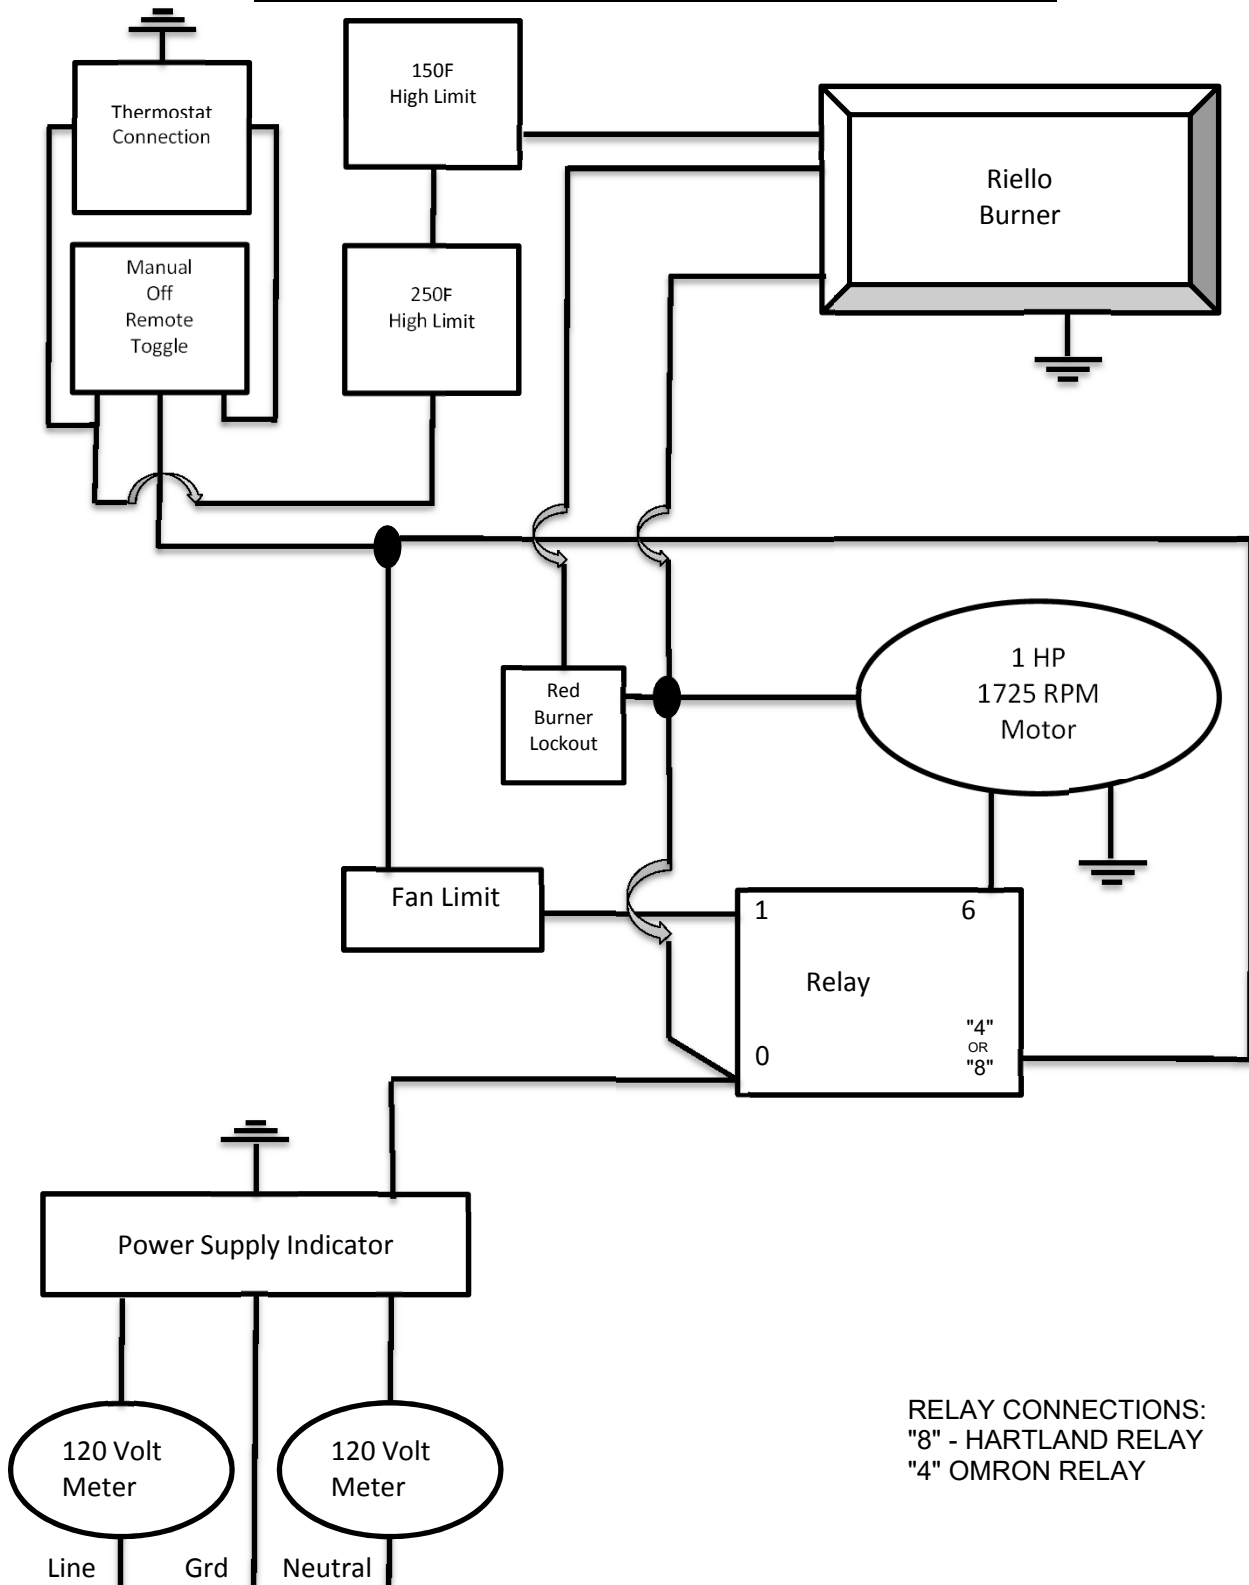 Thermostat
Connection
150F
High Limit
Riello
Burner
Manual
Off
Remote
Toggle
250F
High Limit
1 HP
1725 RPM
Motor
Red
Burner
Lockout
Fan Limit
1
6
Relay
0
"4"
OR
"8"
Power Supply Indicator
120 Volt
Meter
120 Volt
Meter
RELAY CONNECTIONS:
"8" - HARTLAND RELAY
"4" OMRON RELAY
Line
Grd
Neutral